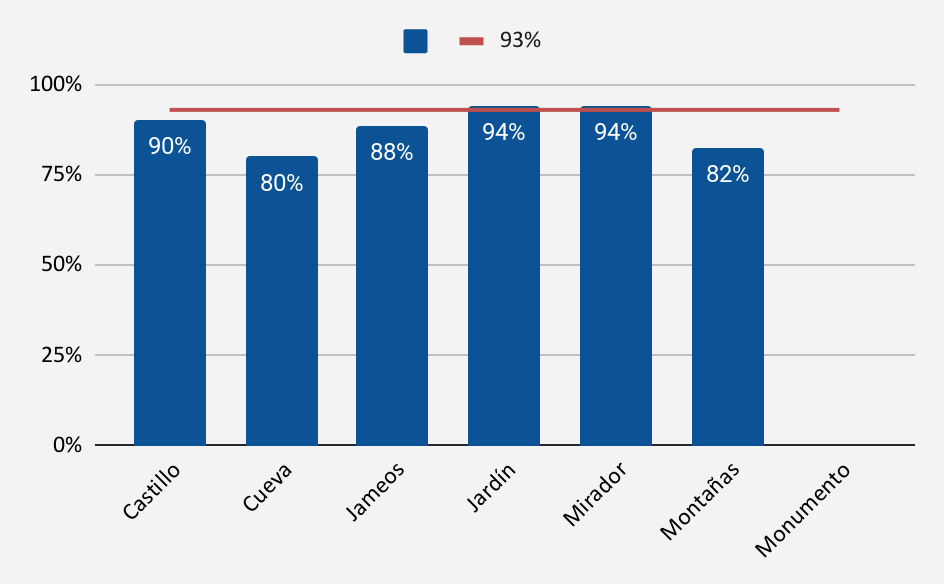 93%
100%
75%
50%
25%
0%
90%
80%
88%
94%
94%
82%
Castillo
Cueva
Jameos
Jardín
Mirador
Montañas
Monumento